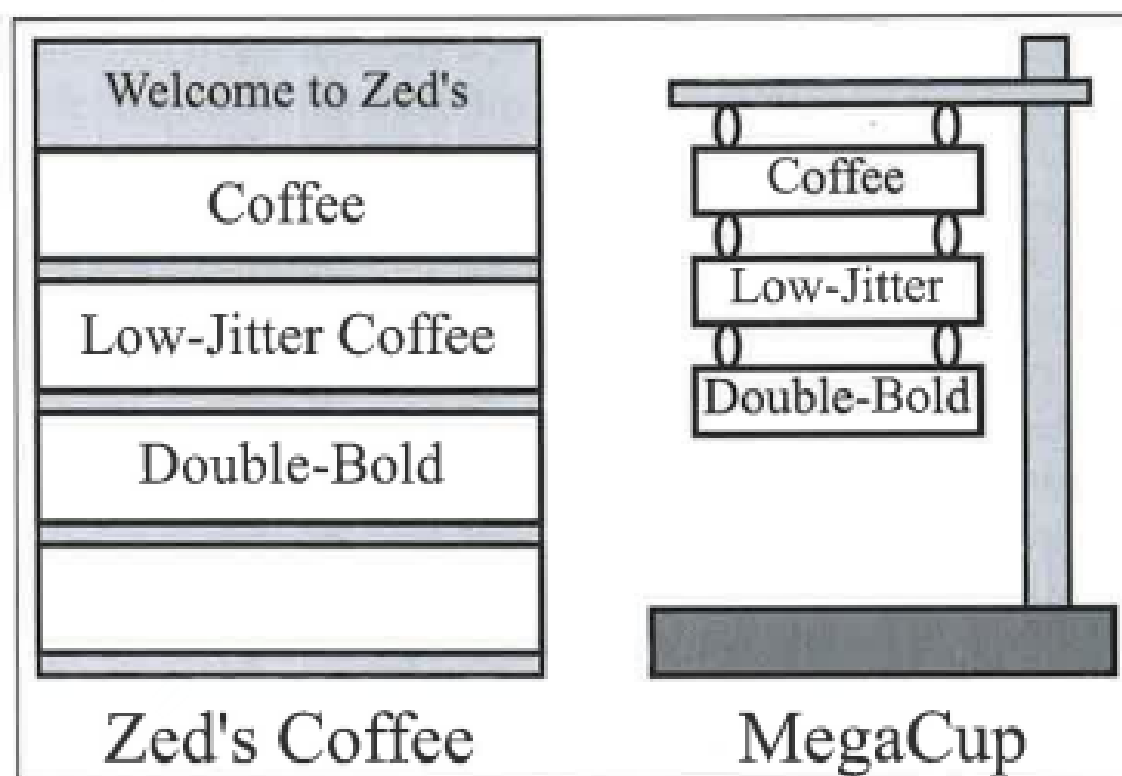 Welcome to Zed's
Coffee
Low-Jitter Coffee
Double-Bold
Zed's Coffee
Coffee
Low-Jitter
Double-Bold
MegaCup